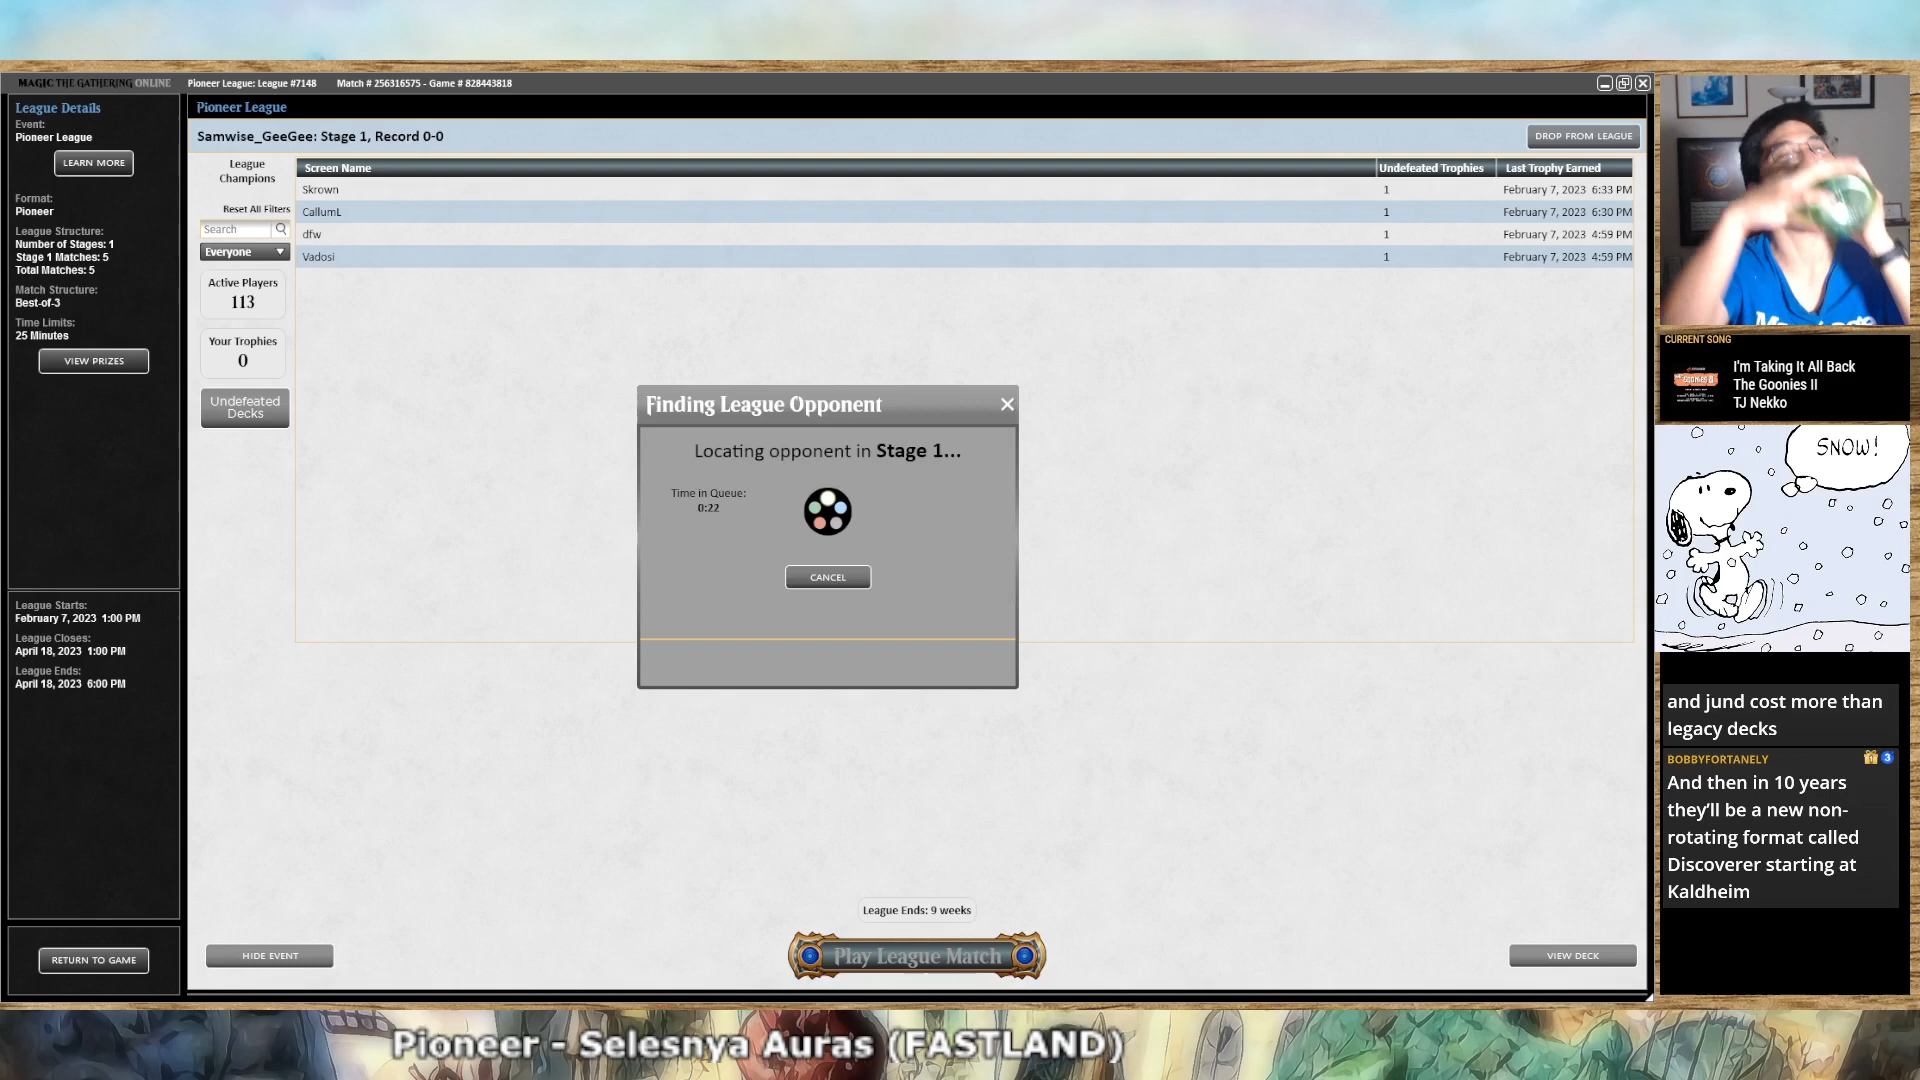 MAGIC THE GATHERING ONLINE
Pioneer League: League #7148
Match # 256316575 - Game # 828443818
League Details
Event:
Pioneer League
LEARN MORE
Format:
Pioneer
League Structure:
Number of Stages: 1
Stage 1 Matches: 5
Total Matches: 5
Match Structure:
Best-of-3
Time Limits:
25 Minutes
VIEW PRIZES
League Starts:
February 7, 2023 1:00 PM
League Closes:
April 18, 2023 1:00 PM
League Ends:
April 18, 2023 6:00 PM
RETURN TO GAME
Pioneer League
Samwise_GeeGee: Stage 1, Record 0-0
DROP FROM LEAGUE
League
Champions
Reset All Filters
Search
Everyone
Active Players
113
Your Trophies
0
Undefeated
Decks
Screen Name Undefeated Trophies Last Trophy Earned
Skrown 1 February 7, 2023 6:33 PM
CallumL 1 February 7, 2023 6:30 PM
dfw 1 February 7, 2023 4:59 PM
Vadosi 1 February 7, 2023 4:59 PM
Finding League Opponent
Locating opponent in Stage 1...
Time in Queue:
0:22
CANCEL
League Ends: 9 weeks
HIDE EVENT
Play League Match
VIEW DECK
CURRENT SONG
I'm Taking It All Back
The Goonies II
TJ Nekko
SNOW!
and jund cost more than
legacy decks
BOBBYFORTANELY
3
And then in 10 years
they'll be a new non-
rotating format called
Discoverer starting at
Kaldheim
Pioneer - Selesnya Auras (FASTLAND)